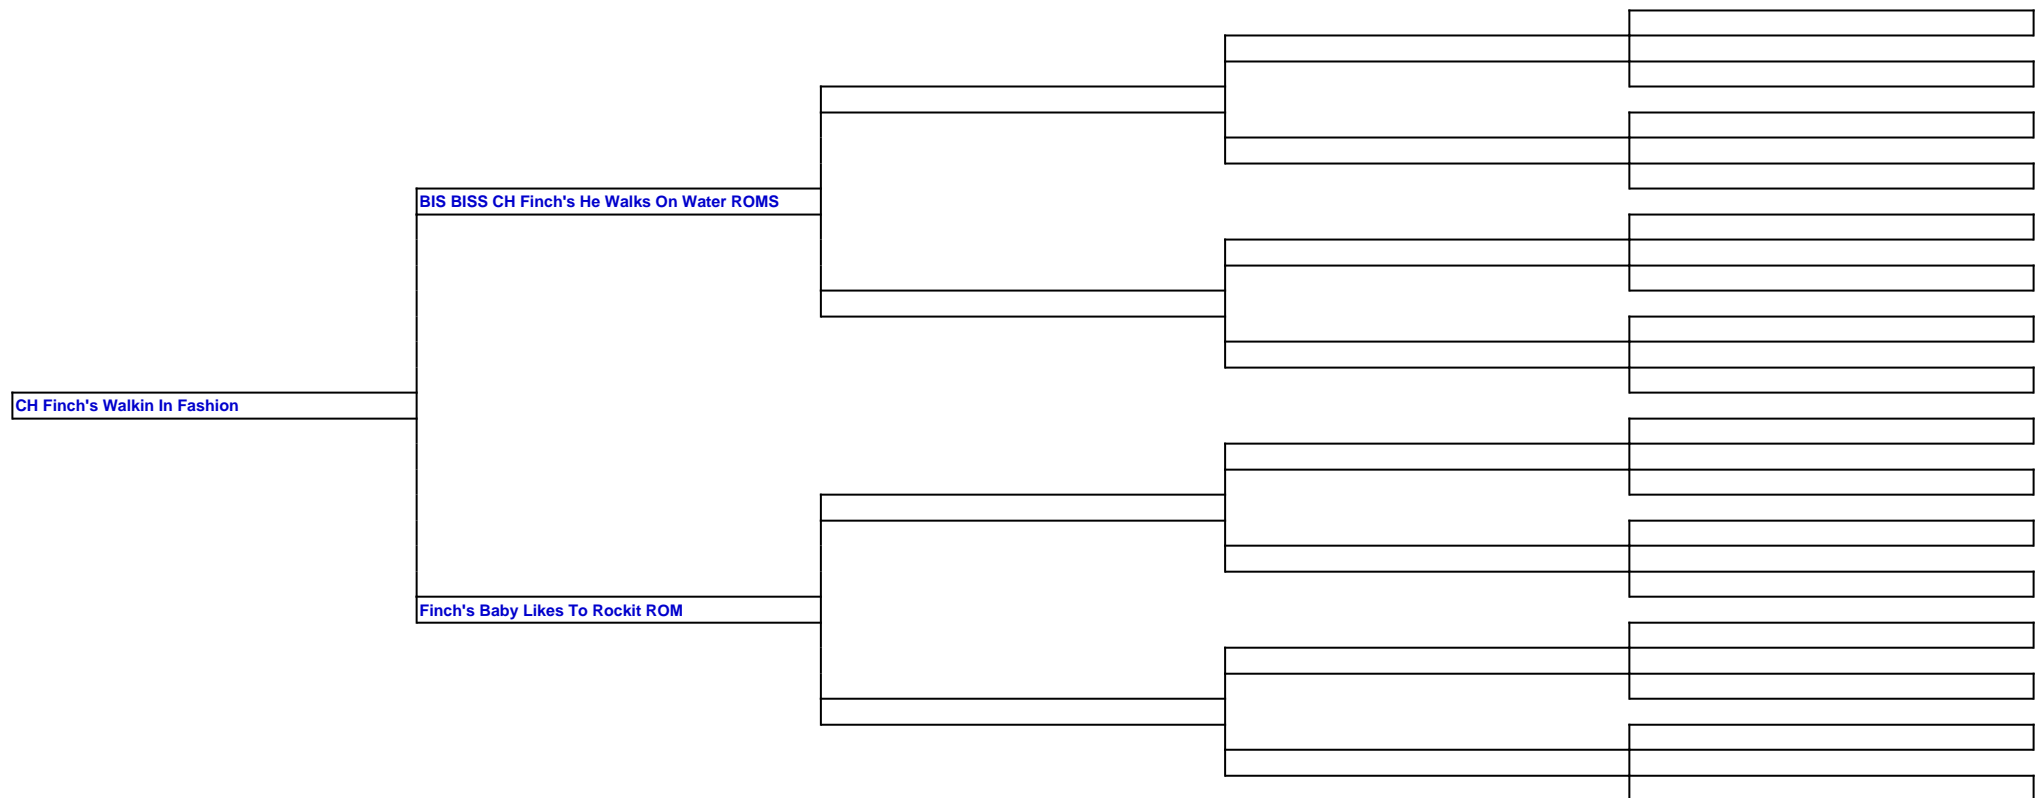 BIS BISS CH Finch's He Walks On Water ROMS
CH Finch's Walkin In Fashion
Finch's Baby Likes To Rockit ROM